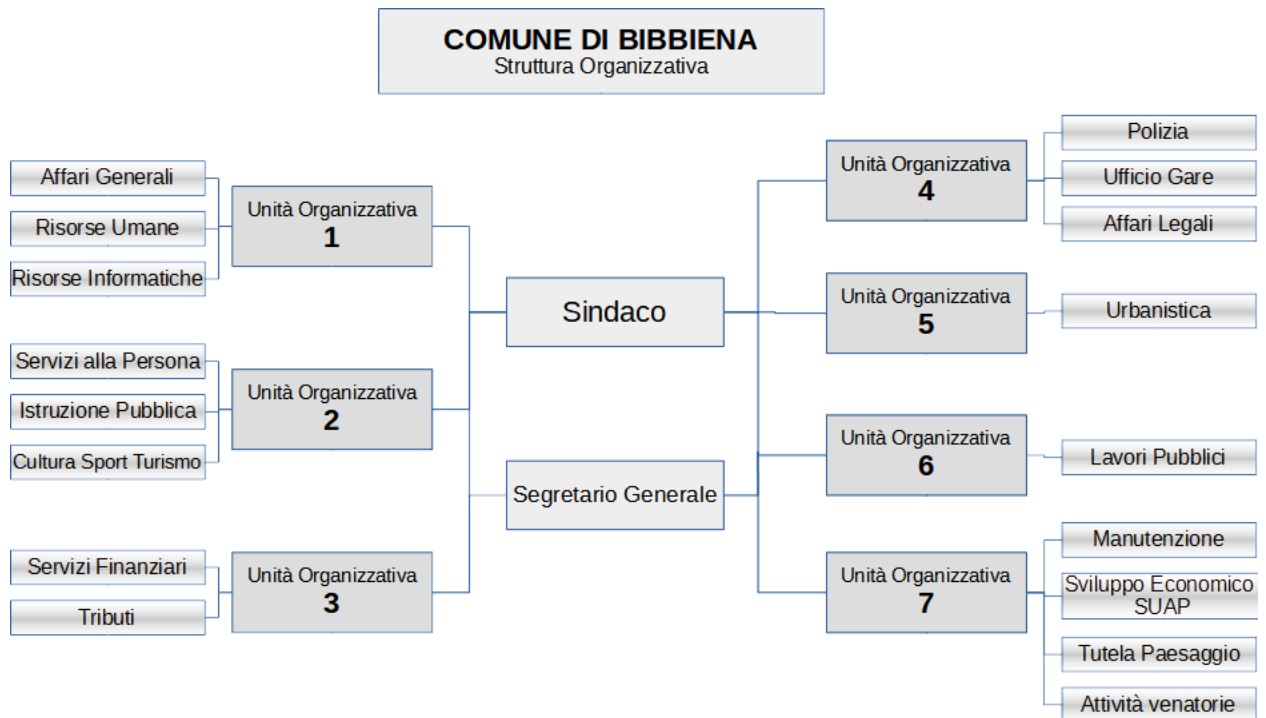 COMUNE DI BIBBIENA
Struttura Organizzativa
Affari Generali
Risorse Umane
Risorse Informatiche
Unità Organizzativa
1
Servizi alla Persona
Istruzione Pubblica
Cultura Sport Turismo
Unità Organizzativa
2
Servizi Finanziari
Tributi
Unità Organizzativa
3
Sindaco
Segretario Generale
Unità Organizzativa
4
Polizia
Ufficio Gare
Affari Legali
Unità Organizzativa
5
Urbanistica
Unità Organizzativa
6
Lavori Pubblici
Unità Organizzativa
7
Manutenzione
Sviluppo Economico
SUAP
Tutela Paesaggio
Attività venatorie